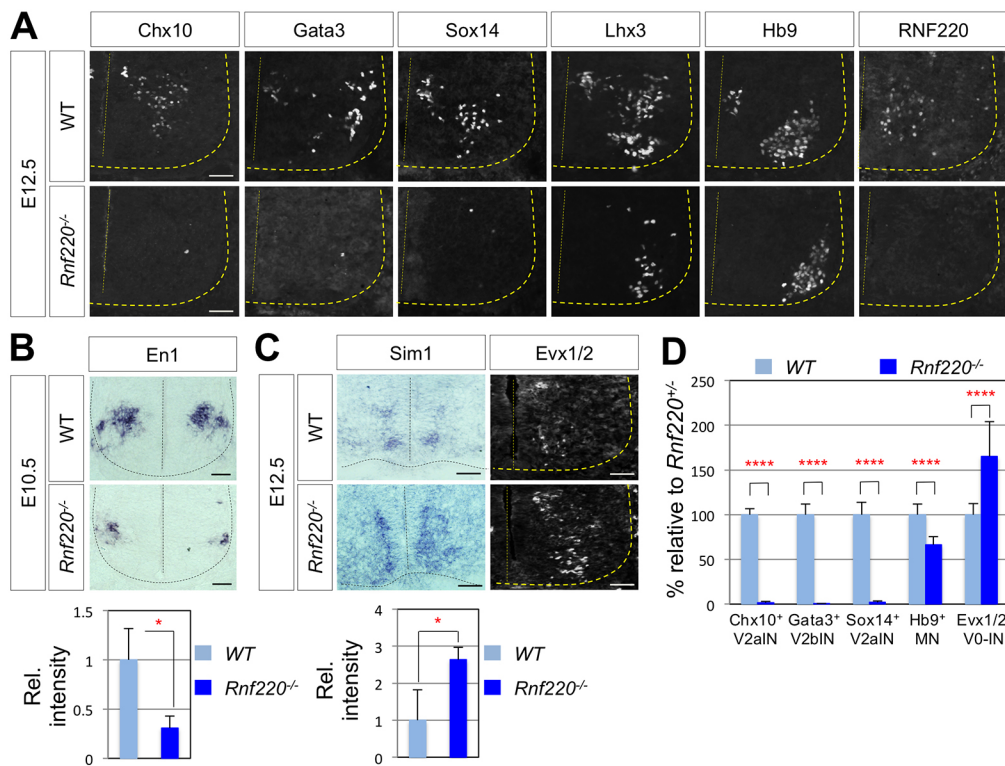 A
Chx10
Gata3
Sox14
Lhx3
Hb9
RNF220
E12.5
WT
Rnf220-/-
B
En1
E10.5
WT
Rnf220-/-
Rel. intensity
1.5
1
0.5
0
*
WT
Rnf220-/-
C
Sim1
Evx1/2
E12.5
WT
Rnf220-/-
Rel. intensity
4
3
2
1
0
*
WT
Rnf220-/-
D
WT
Rnf220-/-
% relative to Rnf220+/-
250
200
150
100
50
0
****
****
****
****
****
Chx10+
V2aIN
Gata3+
V2bIN
Sox14+
V2aIN
Hb9+
MN
Evx1/2
V0-IN